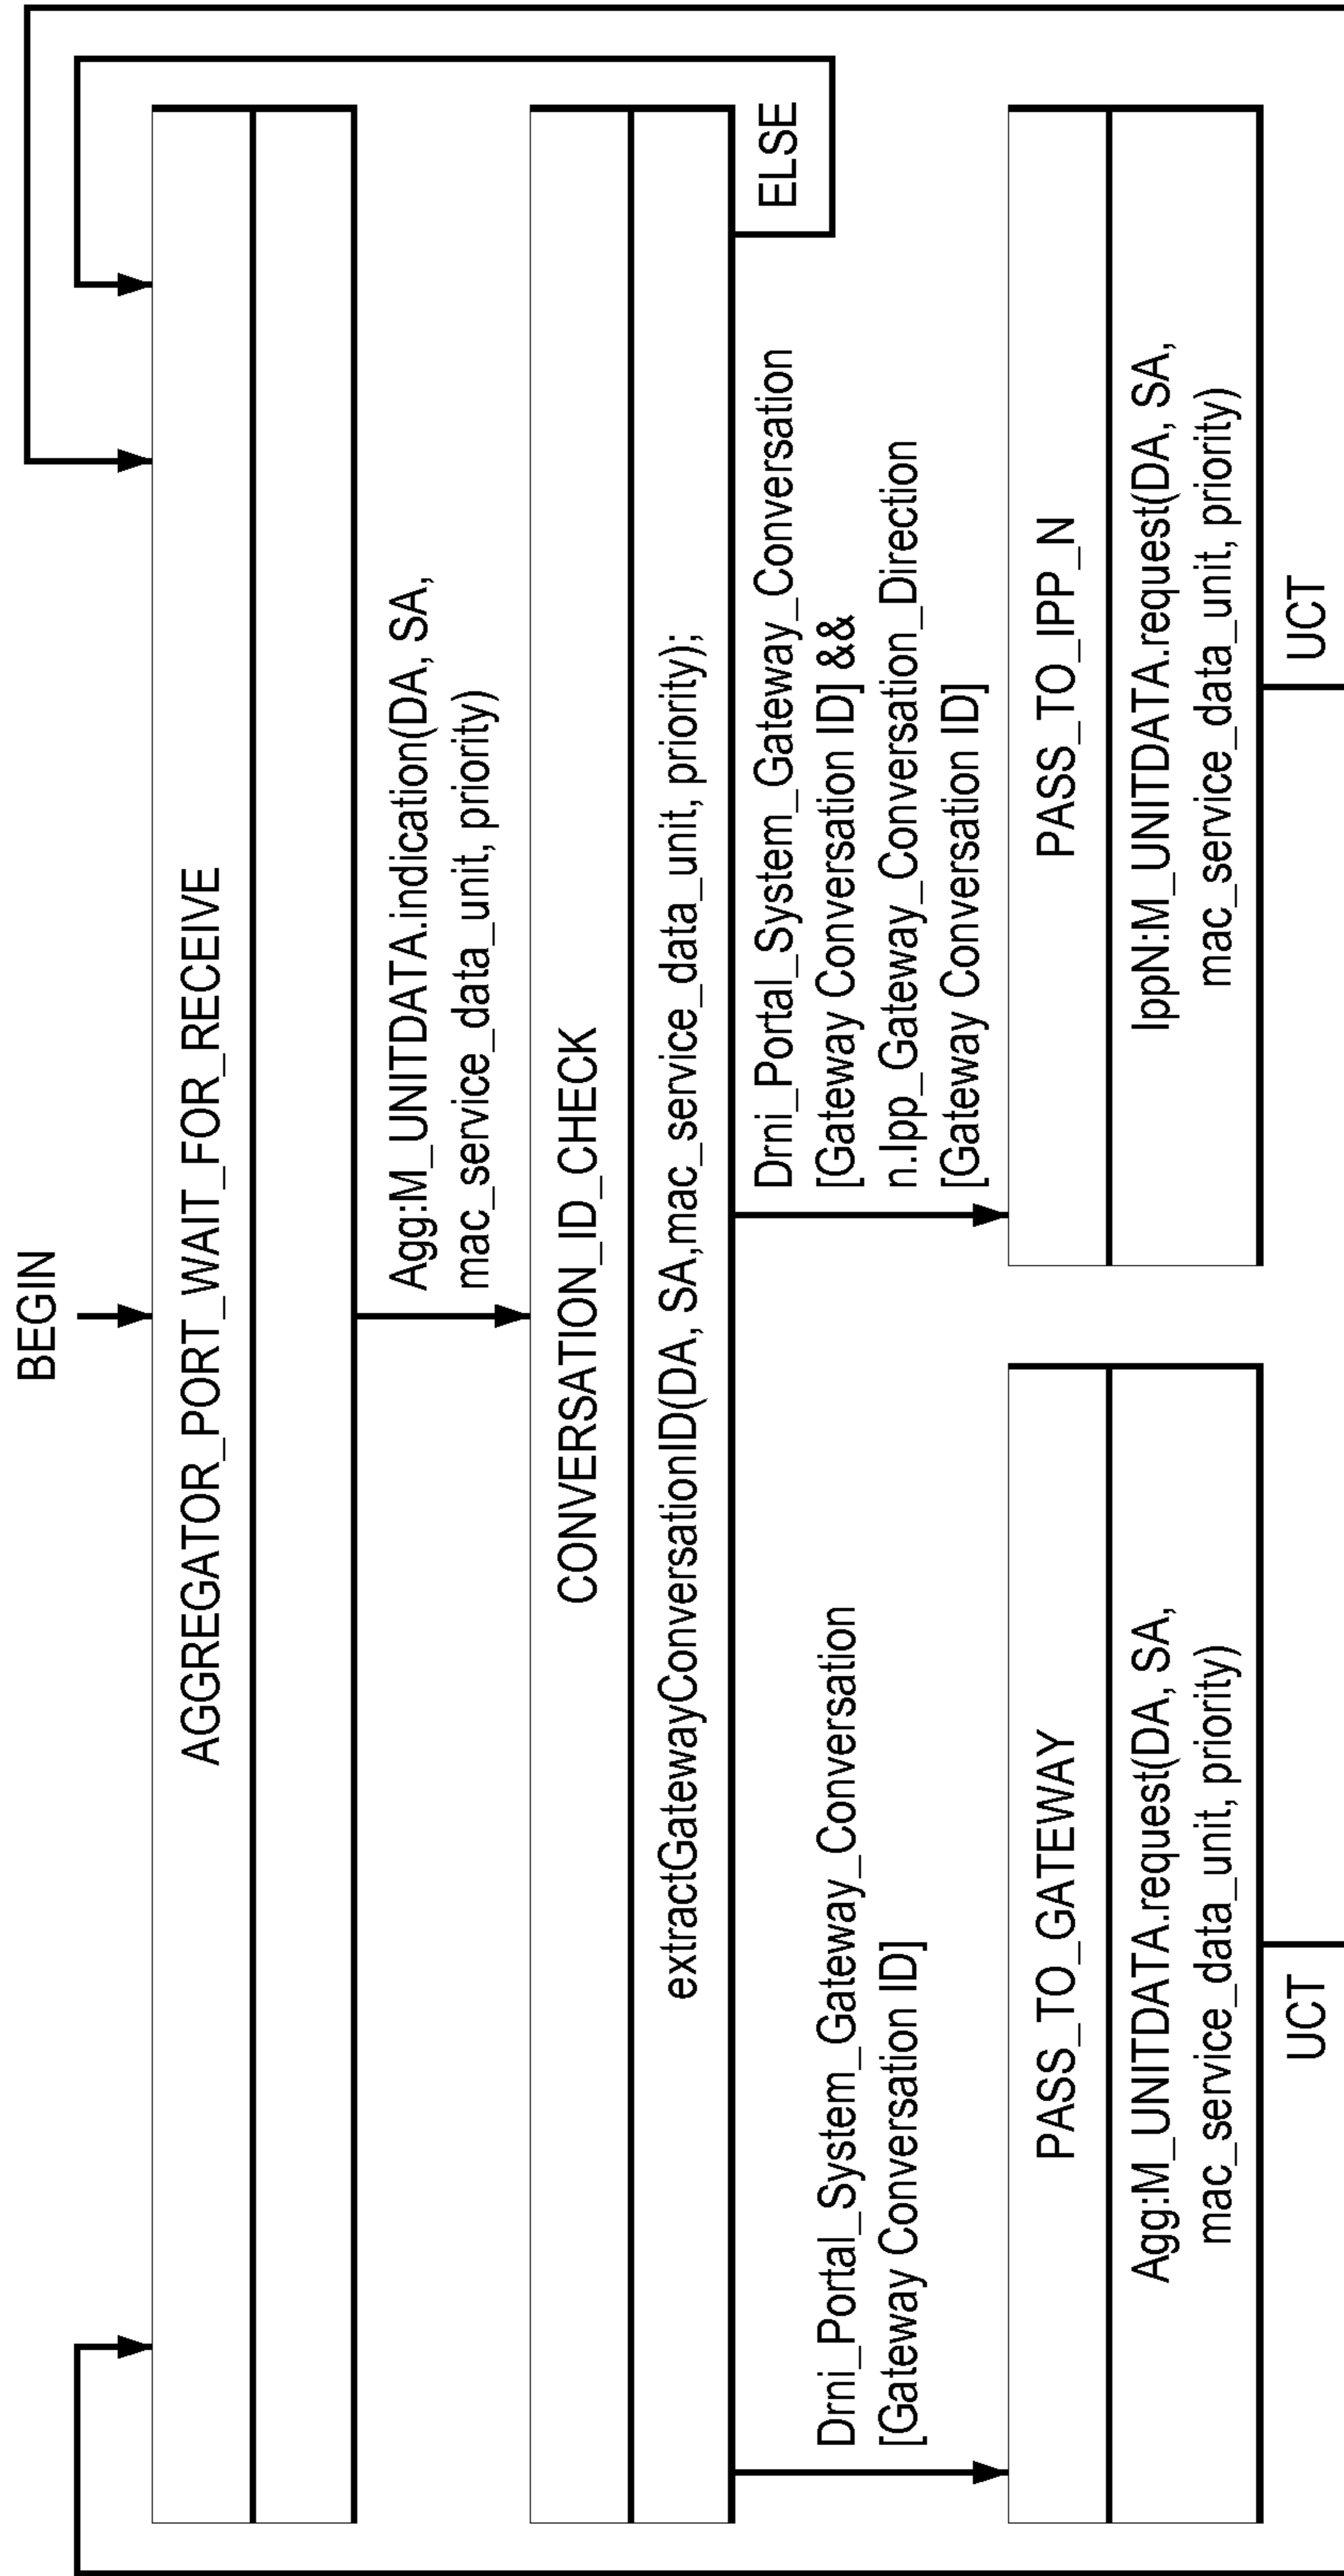 BEGIN
AGGREGATOR_PORT_WAIT_FOR_RECEIVE
Agg:M_UNITDATA.indication(DA, SA,
mac_service_data_unit, priority)
CONVERSATION_ID_CHECK
extractGatewayConversationID(DA, SA,mac_service_data_unit, priority);
ELSE
Drni_Portal_System_Gateway_Conversation
[Gateway Conversation ID]
Drni_Portal_System_Gateway_Conversation
[Gateway Conversation ID] &&
n.Ipp_Gateway_Conversation_Direction
[Gateway Conversation ID]
PASS_TO_GATEWAY
Agg:M_UNITDATA.request(DA, SA,
mac_service_data_unit, priority)
UCT
PASS_TO_IPP_N
IppN:M_UNITDATA.request(DA, SA,
mac_service_data_unit, priority)
UCT